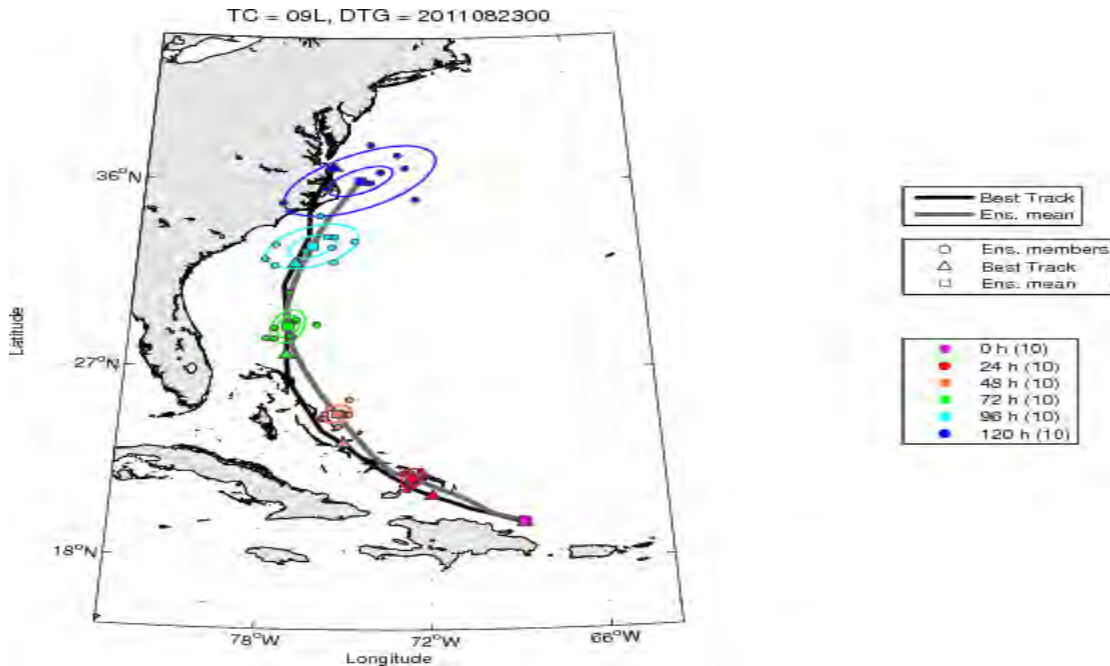 TC = 09L, DTG = 2011082300
36°N
27°N
18°N
Latitude
78°W
72°W
66°W
Longitude
Best Track
Ens. mean
Ens. members
Best Track
Ens. mean
0 h (10)
24 h (10)
48 h (10)
72 h (10)
96 h (10)
120 h (10)